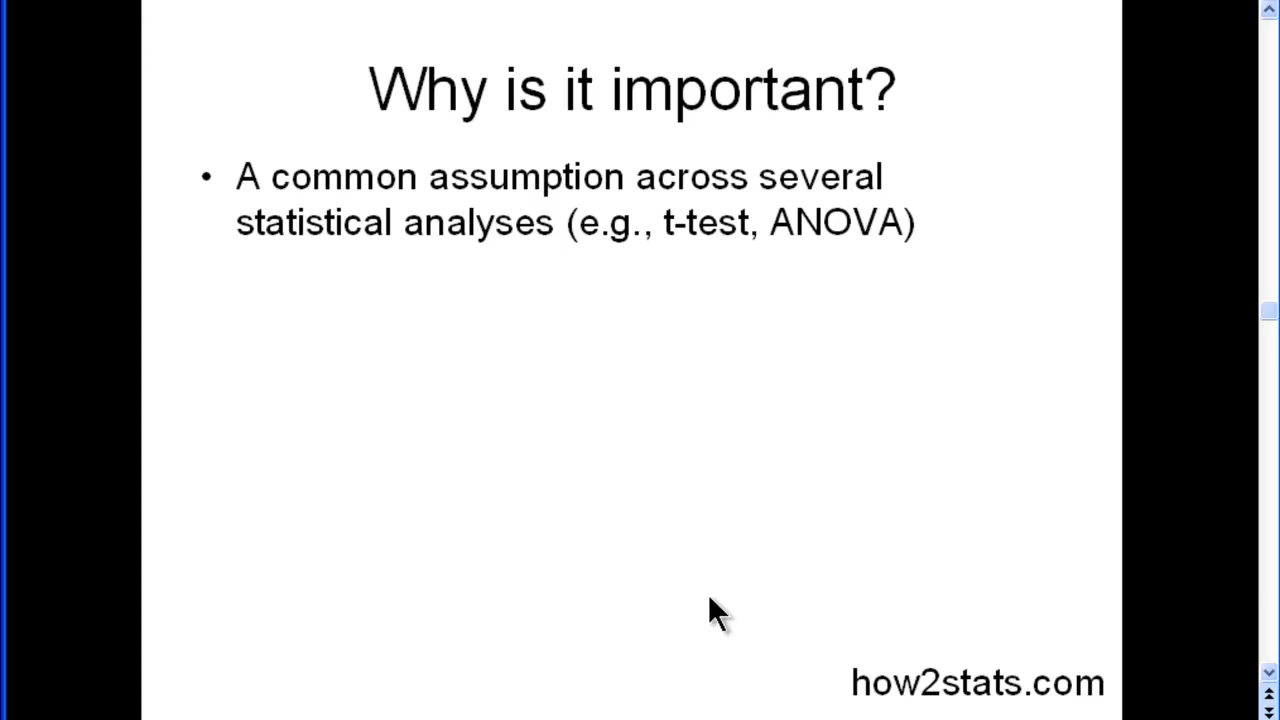 Why is it important?
• A common assumption across several
statistical analyses (e.g., t-test, ANOVA)
how2stats.com